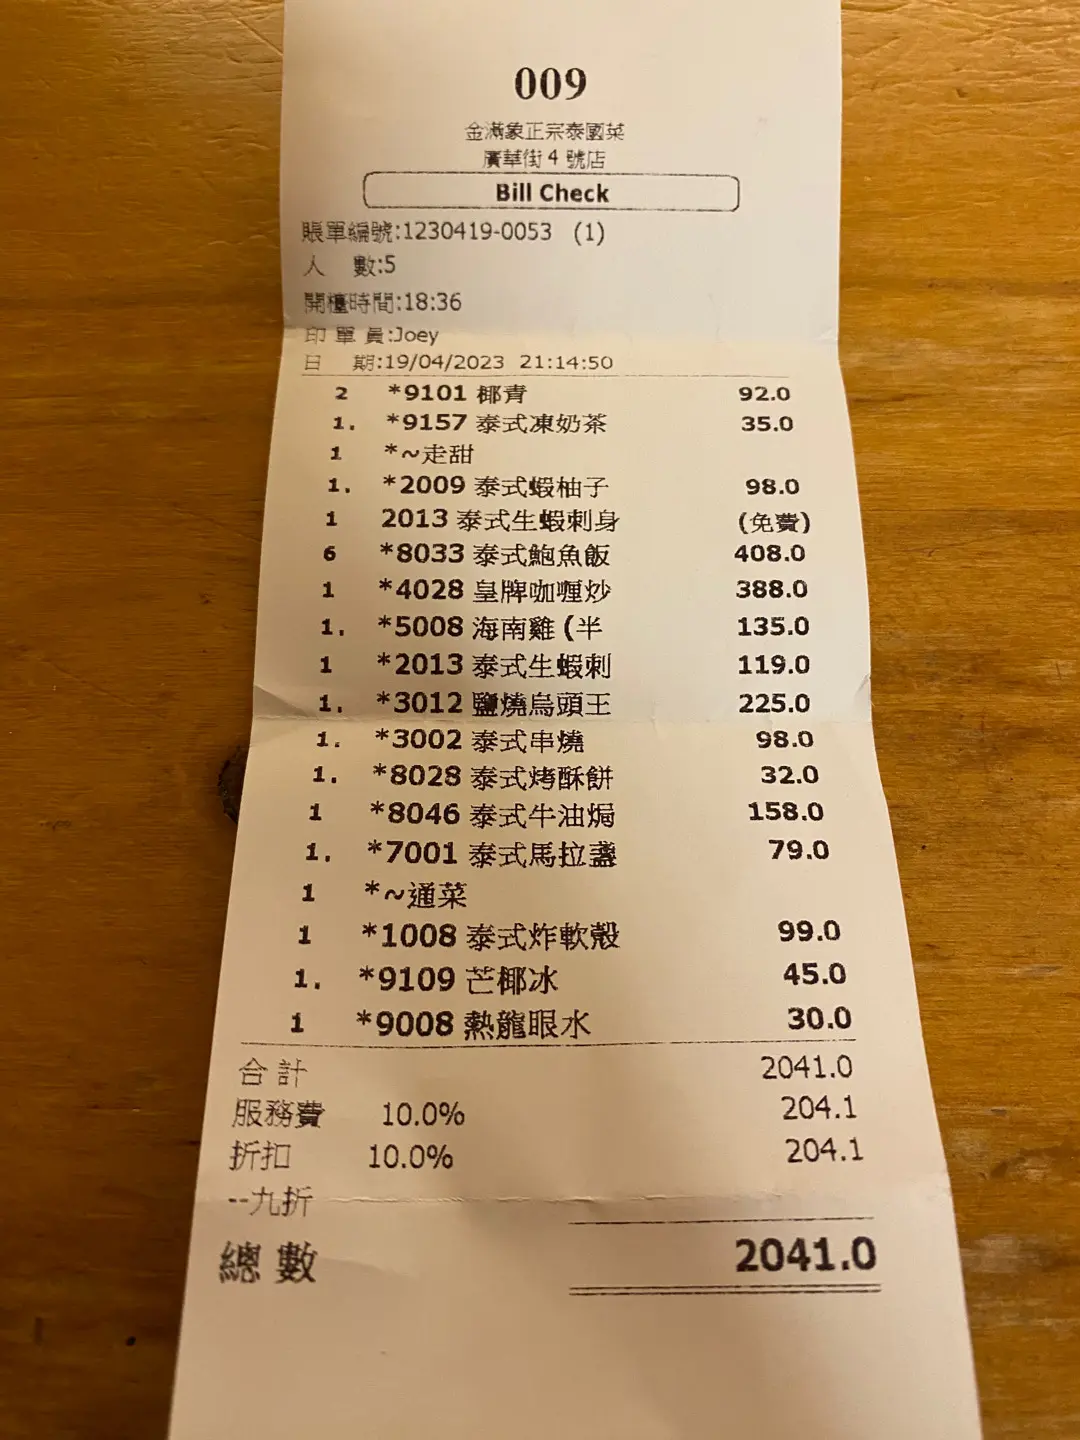 009
金滿象正宗泰國菜
廣華街 4 號店
Bill Check
賬單編號:1230419-0053 (1)
人 數:5
開檯時間:18:36
印 單 員:Joey
日 期:19/04/2023 21:14:50
2 *9101 椰青 92.0
1. *9157 泰式凍奶茶 35.0
1 *~走甜
1. *2009 泰式蝦柚子 98.0
1 2013 泰式生蝦刺身 (免費)
6 *8033 泰式鮑魚飯 408.0
1 *4028 皇牌咖喱炒 388.0
1. *5008 海南雞 (半 135.0
1 *2013 泰式生蝦刺 119.0
1. *3012 鹽燒烏頭王 225.0
1. *3002 泰式串燒 98.0
1. *8028 泰式烤酥餅 32.0
1 *8046 泰式牛油焗 158.0
1. *7001 泰式馬拉盞 79.0
1 *~通菜
1 *1008 泰式炸軟殼 99.0
1. *9109 芒椰冰 45.0
1 *9008 熱龍眼水 30.0
合 計 2041.0
服務費 10.0% 204.1
折扣 10.0% 204.1
--九折
總 數 2041.0